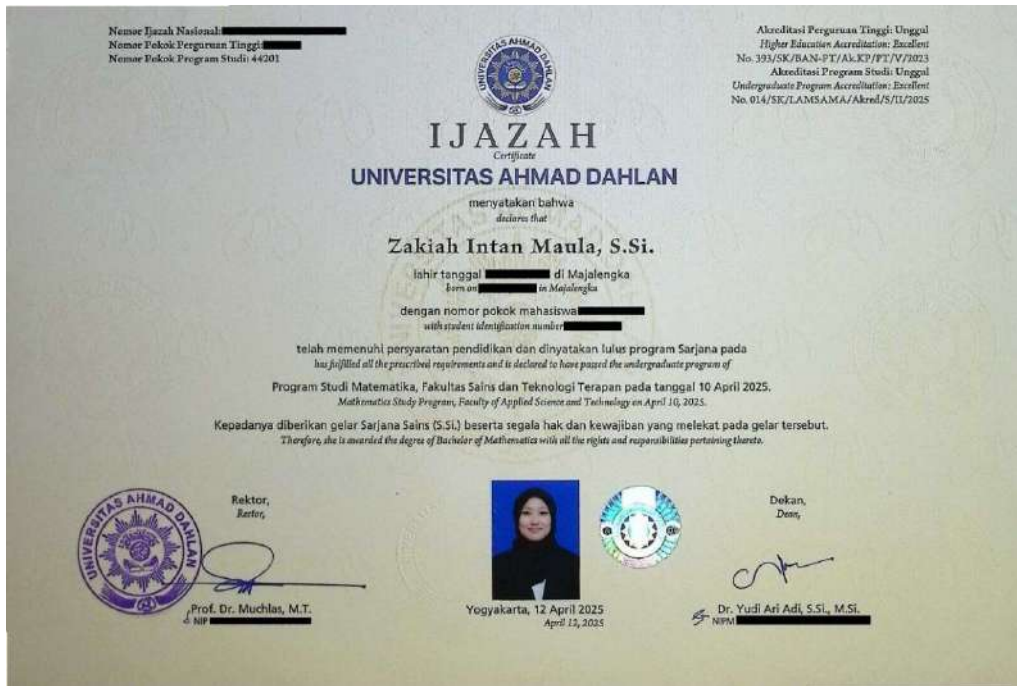 Nomor Ijazah Nasional:
Nomor Pokok Perguruan Tinggi:
Nomor Pokok Program Studi: 44201
Akreditasi Perguruan Tinggi: Unggul
Higher Education Accreditation: Excellent
No. 393/SK/BAN-PT/Ak.KP/PT/V/2023
Akreditasi Program Studi: Unggul
Undergraduate Program Accreditation: Excellent
No. 014/SK/LAMSAMA/Akred/S/II/2025
UNIVERSITAS AHMAD DAHLAN
IJAZAH
Certificate
UNIVERSITAS AHMAD DAHLAN
menyatakan bahwa
declares that
Zakiah Intan Maula, S.Si.
lahir tanggal di Majalengka
born on in Majalengka
dengan nomor pokok mahasiswa
with student identification number
telah memenuhi persyaratan pendidikan dan dinyatakan lulus program Sarjana pada
has fulfilled all the prescribed requirements and is declared to have passed the undergraduate program of
Program Studi Matematika, Fakultas Sains dan Teknologi Terapan pada tanggal 10 April 2025.
Mathematics Study Program, Faculty of Applied Science and Technology on April 10, 2025.
Kepadanya diberikan gelar Sarjana Sains (S.Si.) beserta segala hak dan kewajiban yang melekat pada gelar tersebut.
Therefore, she is awarded the degree of Bachelor of Mathematics with all the rights and responsibilities pertaining thereto.
UNIVERSITAS AHMAD DAHLAN
Rektor,
Rector,
Prof. Dr. Muchlas, M.T.
NIP
Yogyakarta, 12 April 2025
April 12, 2025
Dekan,
Dean,
Dr. Yudi Ari Adi, S.Si., M.Si.
NIPM